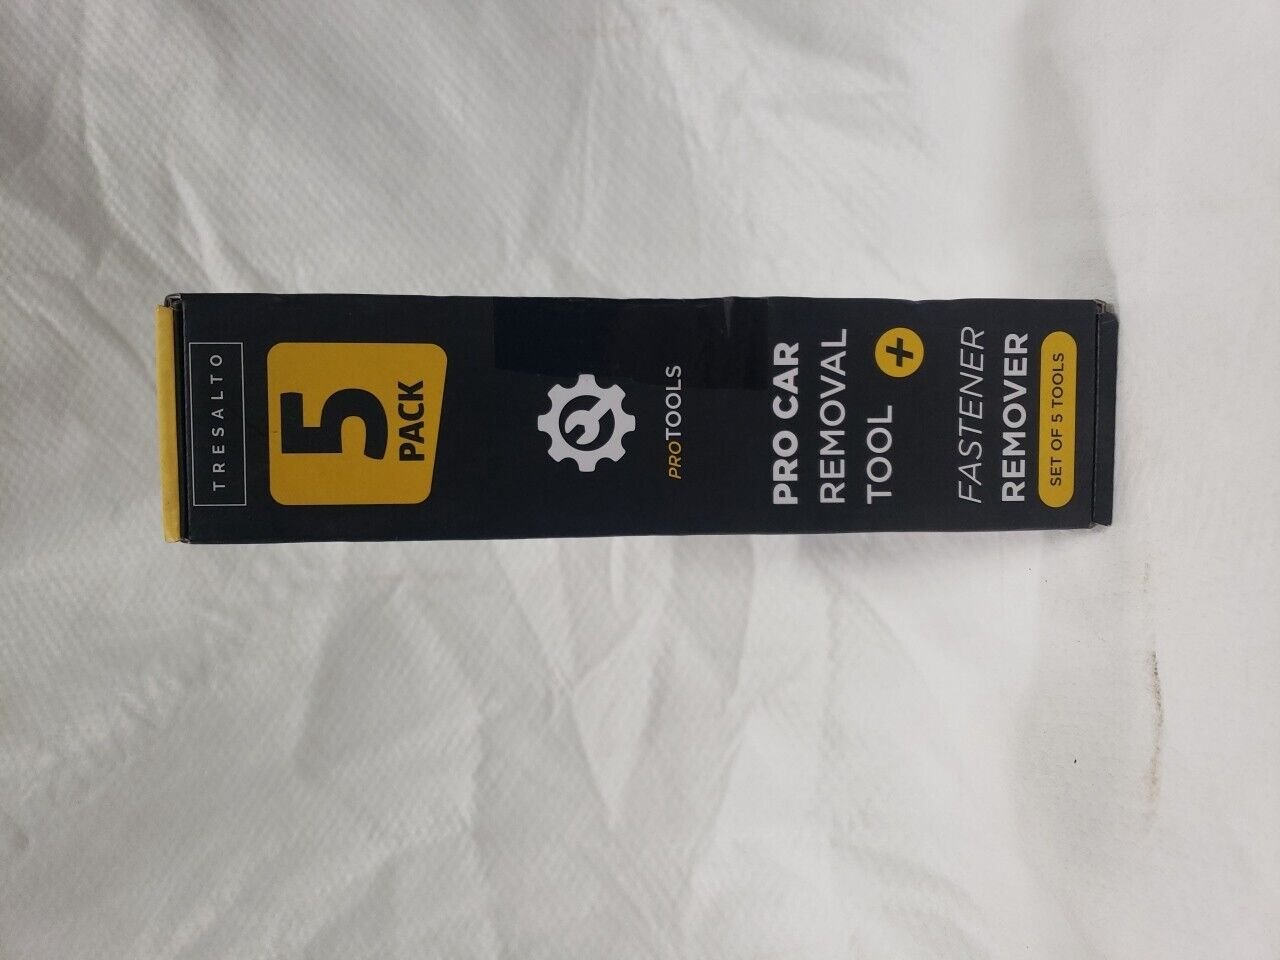 TRESALTO
5
PACK
PROTOOLS
PRO CAR
REMOVAL
TOOL +
FASTENER
REMOVER
SET OF 5 TOOLS